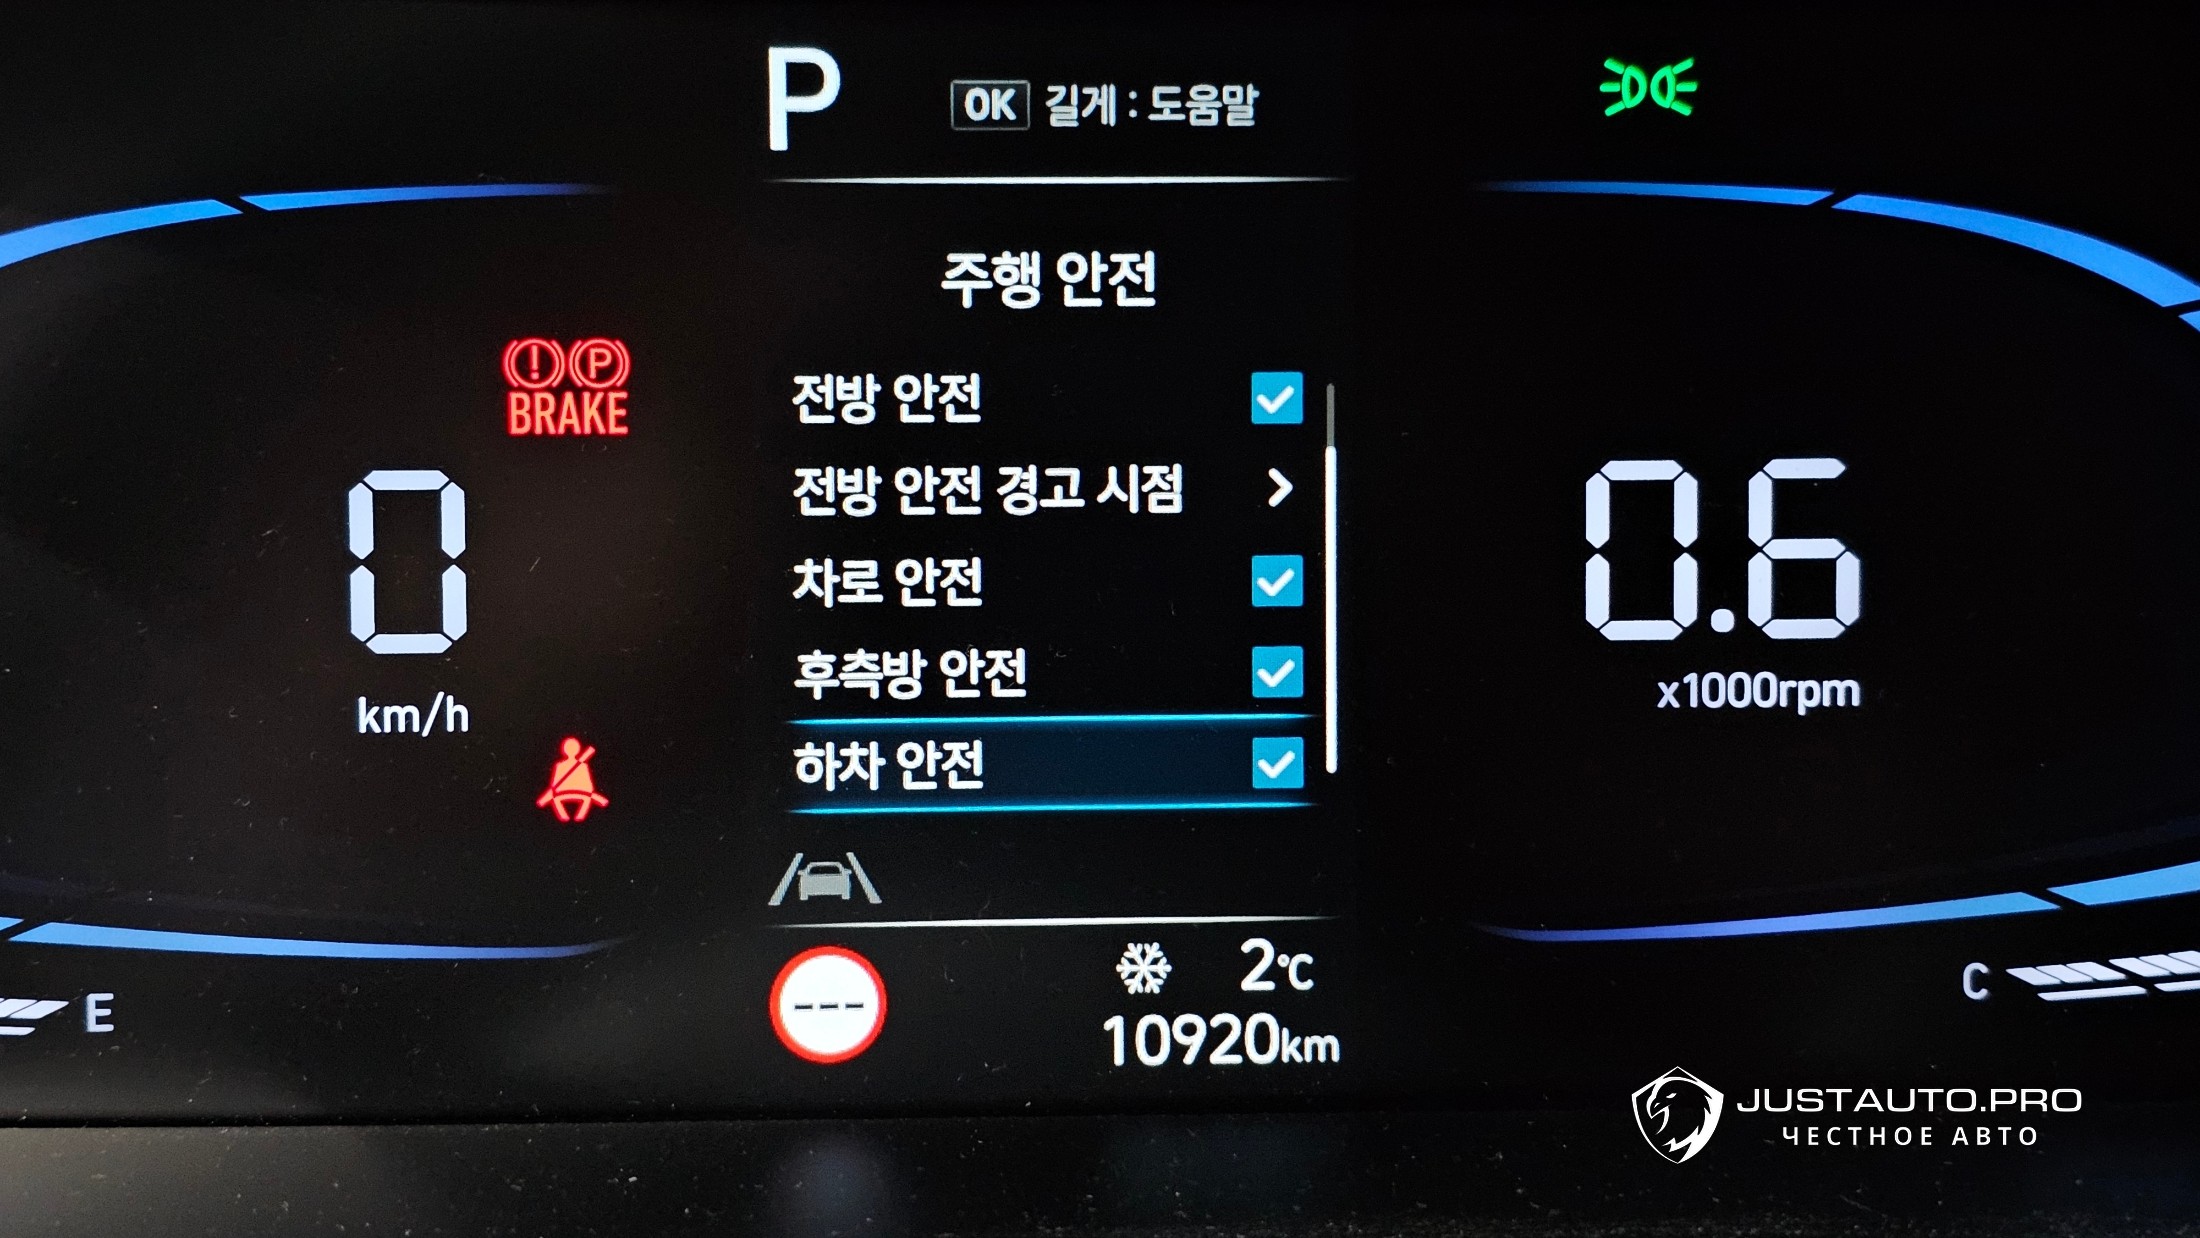 P
OK 길게 : 도움말
주행 안전
전방 안전
전방 안전 경고 시점
차로 안전
후측방 안전
하차 안전
BRAKE
0
km/h
0.6
x1000rpm
---
2℃
10920km
E
C
JUSTAUTO.PRO
ЧЕСТНОЕ АВТО